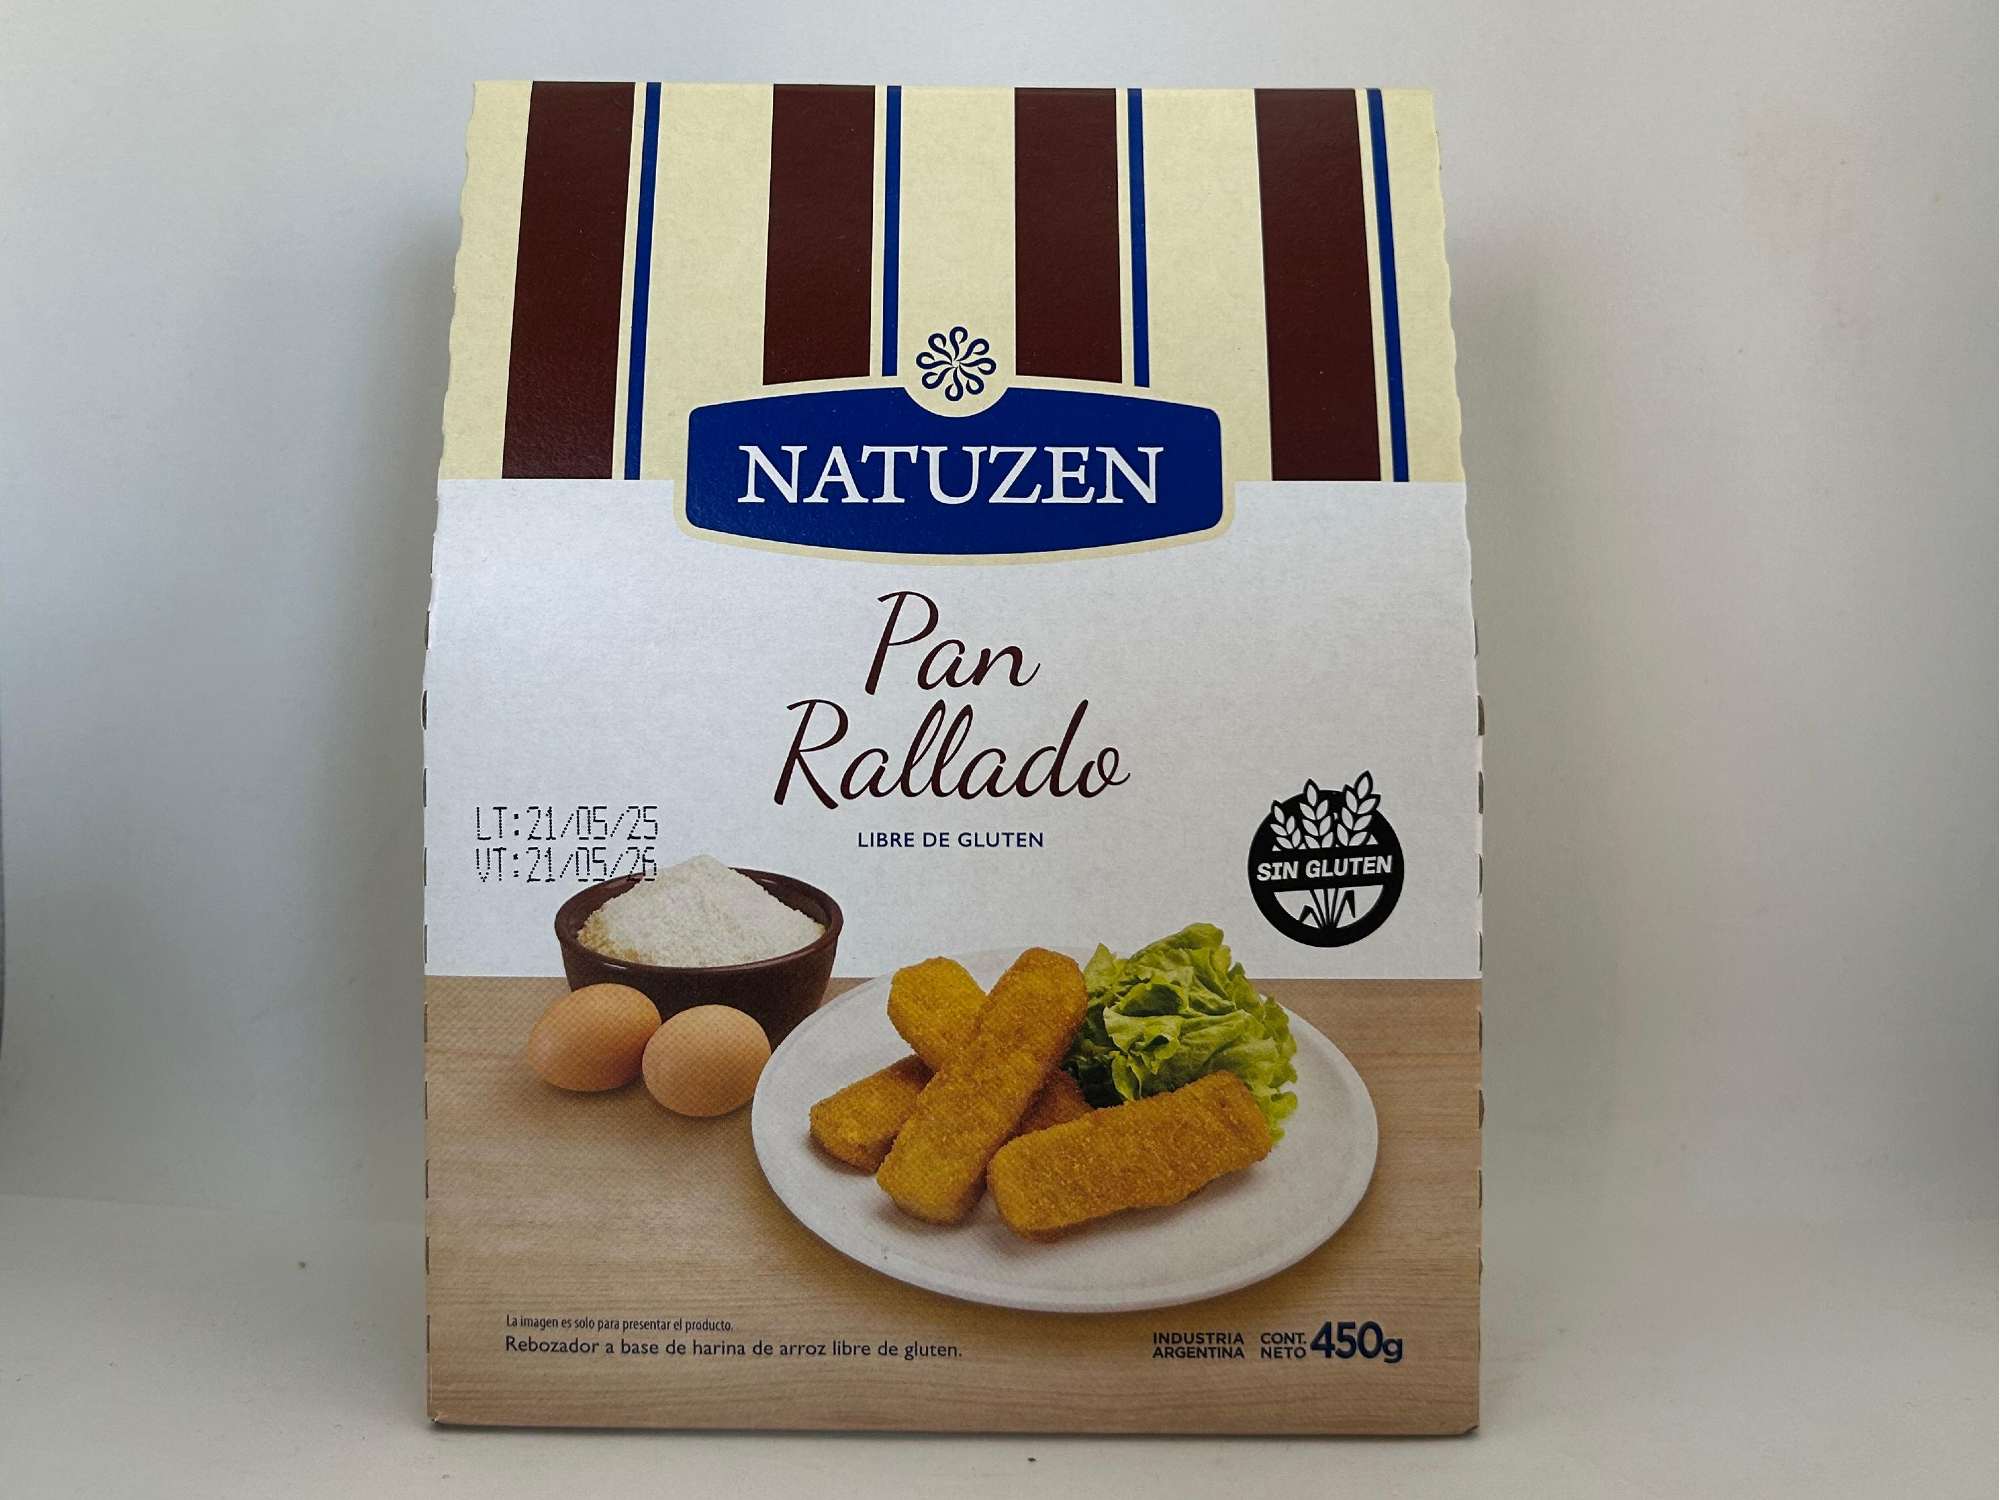 NATUZEN
Pan
Rallado
LIBRE DE GLUTEN
LT:21/05/25
VT:21/05/26
SIN GLUTEN
La imagen es solo para presentar el producto.
Rebozador a base de harina de arroz libre de gluten.
INDUSTRIA
ARGENTINA
CONT.
NETO
450g